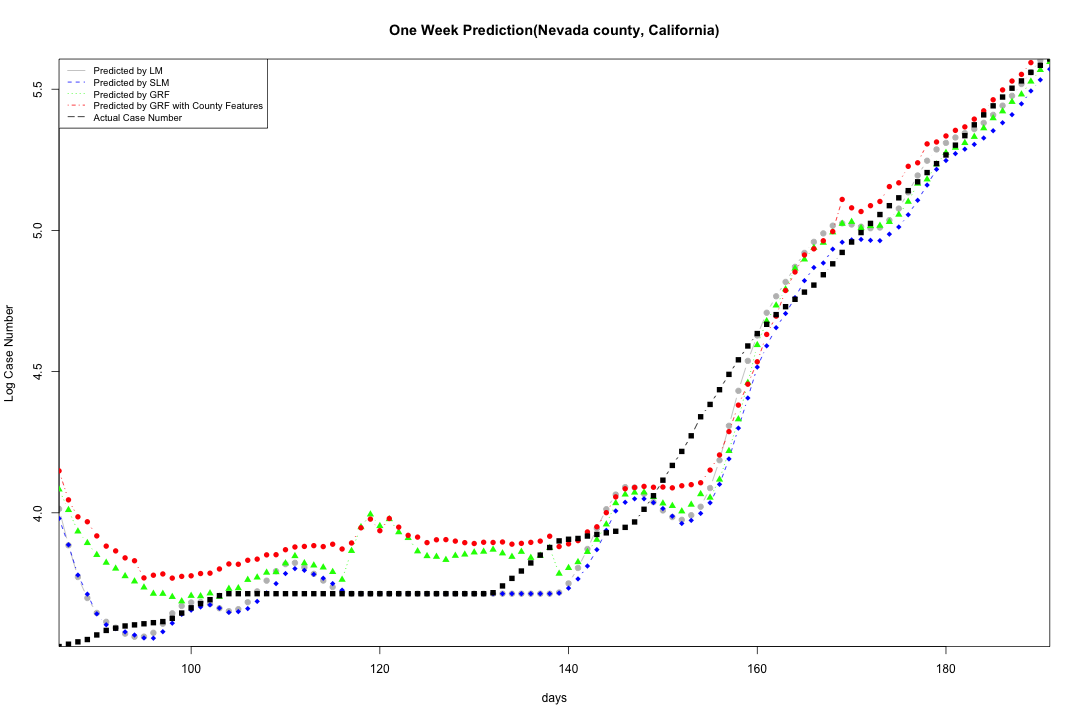 One Week Prediction(Nevada county, California)
Predicted by LM
Predicted by SLM
Predicted by GRF
Predicted by GRF with County Features
Actual Case Number
5.5
5.0
4.5
4.0
Log Case Number
100 120 140 160 180
days